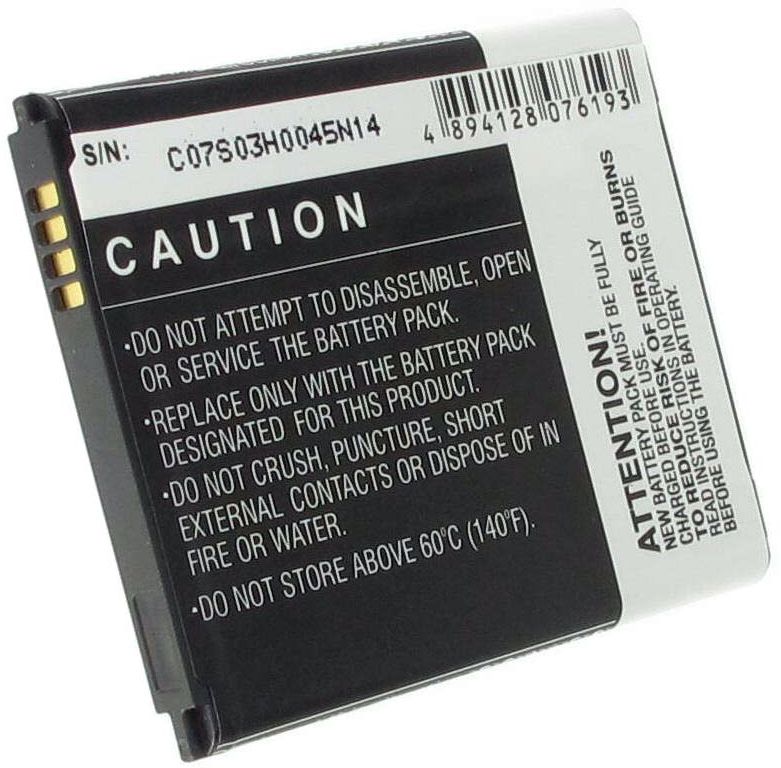 S/N: C07S03H0045N14
4 894128 076193
CAUTION
•DO NOT ATTEMPT TO DISASSEMBLE, OPEN
OR SERVICE THE BATTERY PACK.
•REPLACE ONLY WITH THE BATTERY PACK
DESIGNATED FOR THIS PRODUCT.
•DO NOT CRUSH, PUNCTURE, SHORT
EXTERNAL CONTACTS OR DISPOSE OF IN
FIRE OR WATER.
•DO NOT STORE ABOVE 60°C (140°F).
ATTENTION!
NEW BATTERY PACK MUST BE FULLY
CHARGED BEFORE USE.
TO REDUCE RISK OF FIRE OR BURNS
READ INSTRUCTIONS IN OPERATING GUIDE
BEFORE USING THE BATTERY.